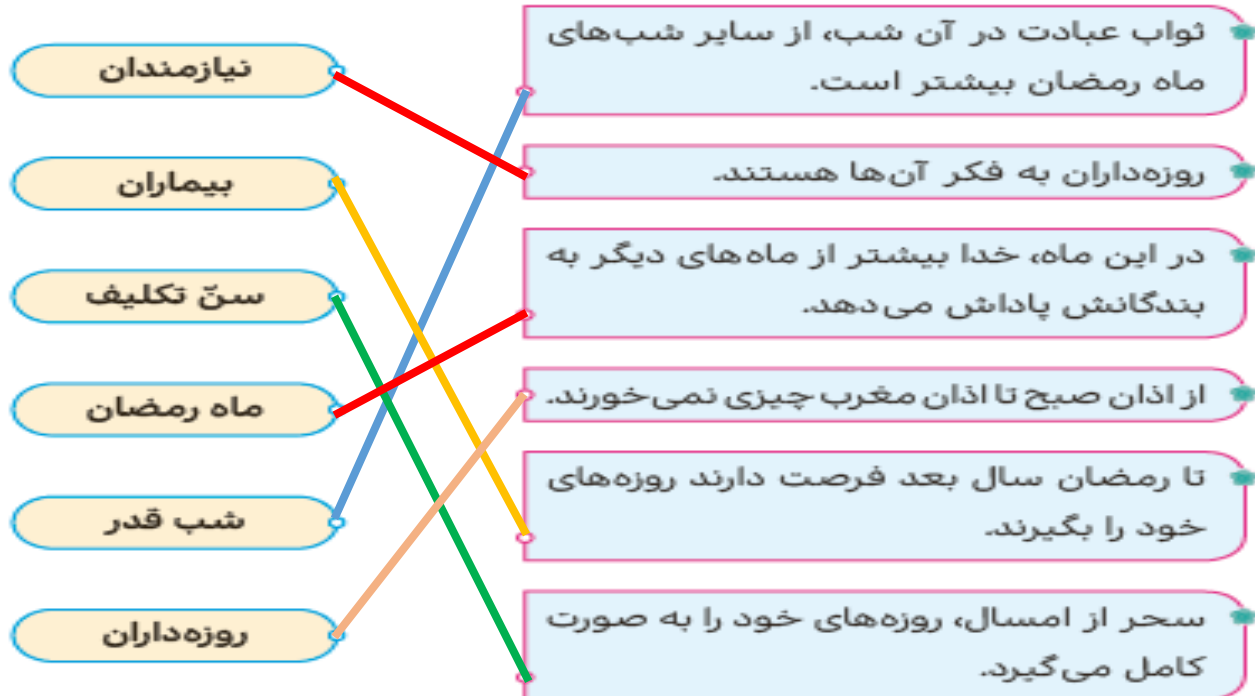 ثواب عبادت در آن شب، از سایر شب‌های
ماه رمضان بیشتر است.
روزه‌داران به فکر آن‌ها هستند.
در این ماه، خدا بیشتر از ماه‌های دیگر به
بندگانش پاداش می‌دهد.
از اذان صبح تا اذان مغرب چیزی نمی‌خورند.
تا رمضان سال بعد فرصت دارند روزه‌های
خود را بگیرند.
سحر از امسال، روزه‌های خود را به صورت
کامل می‌گیرد.
نیازمندان
بیماران
سنّ تکلیف
ماه رمضان
شب قدر
روزه‌داران